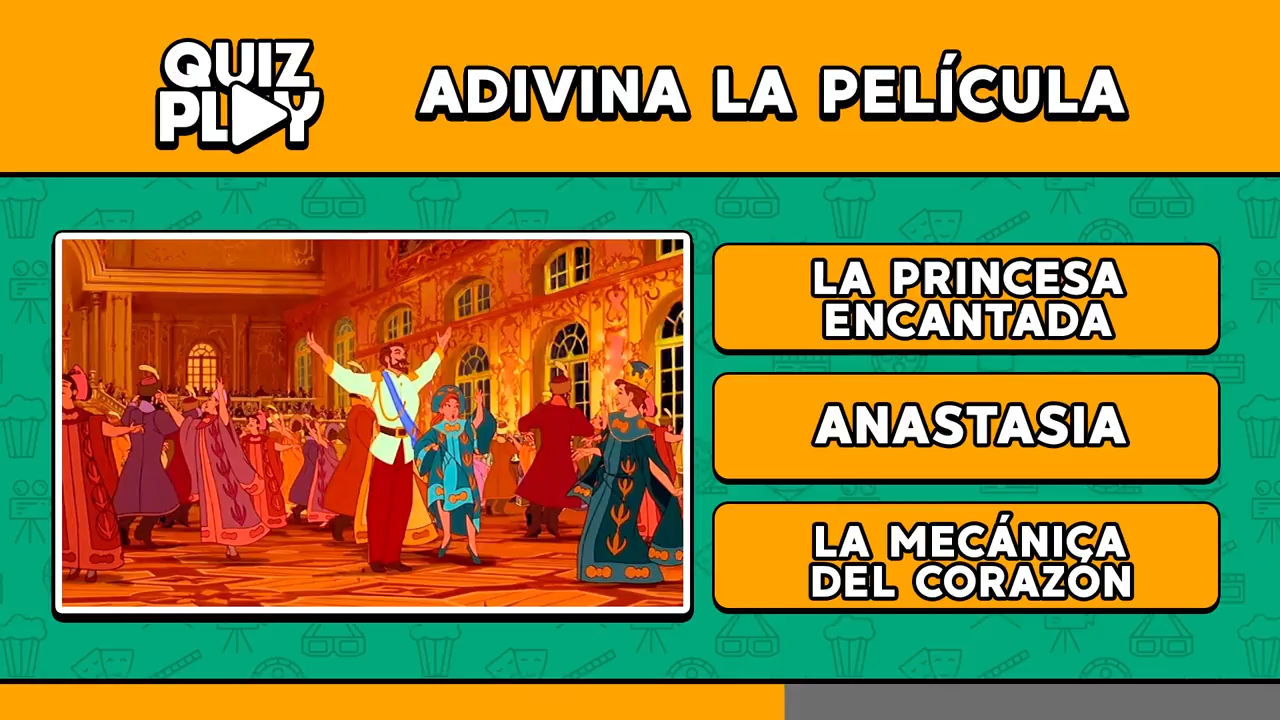 QUIZ
PLAY
ADIVINA LA PELÍCULA
LA PRINCESA
ENCANTADA
ANASTASIA
LA MECÁNICA
DEL CORAZÓN